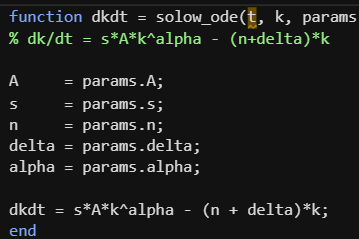 function dkdt = solow_ode(t, k, params
% dk/dt = s*A*k^alpha - (n+delta)*k
A = params.A;
s = params.s;
n = params.n;
delta = params.delta;
alpha = params.alpha;
dkdt = s*A*k^alpha - (n + delta)*k;
end